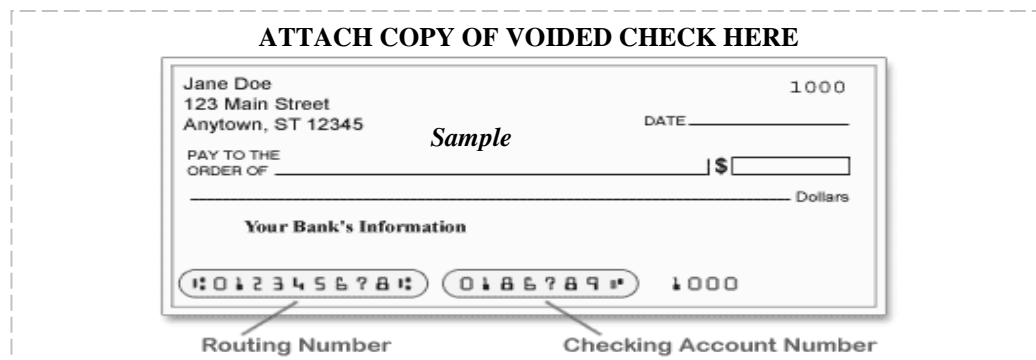 ATTACH COPY OF VOIDED CHECK HERE
Jane Doe 1000
123 Main Street
Anytown, ST 12345 DATE
Sample
PAY TO THE
ORDER OF $
Dollars
Your Bank's Information
⑆012345678⑆ 0186789⑈ 1000
Routing Number Checking Account Number